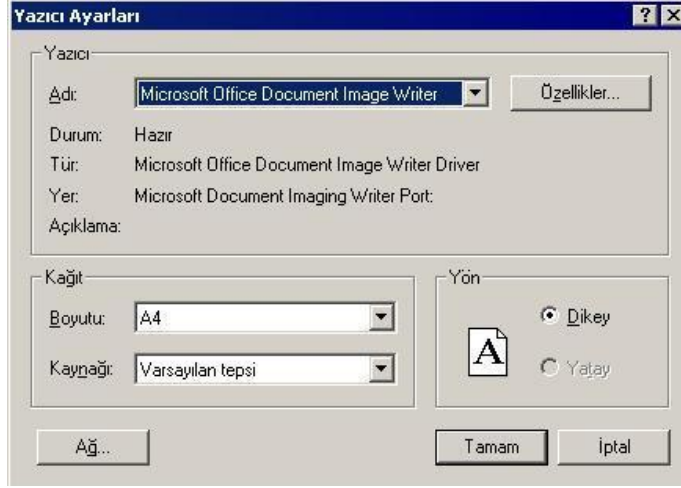 Yazıcı Ayarları
Yazıcı
Adı: Microsoft Office Document Image Writer Özellikler...
Durum: Hazır
Tür: Microsoft Office Document Image Writer Driver
Yer: Microsoft Document Imaging Writer Port:
Açıklama:
Kağıt
Boyutu: A4
Kaynağı: Varsayılan tepsi
Yön
A
Dikey
Yatay
Ağ... Tamam İptal